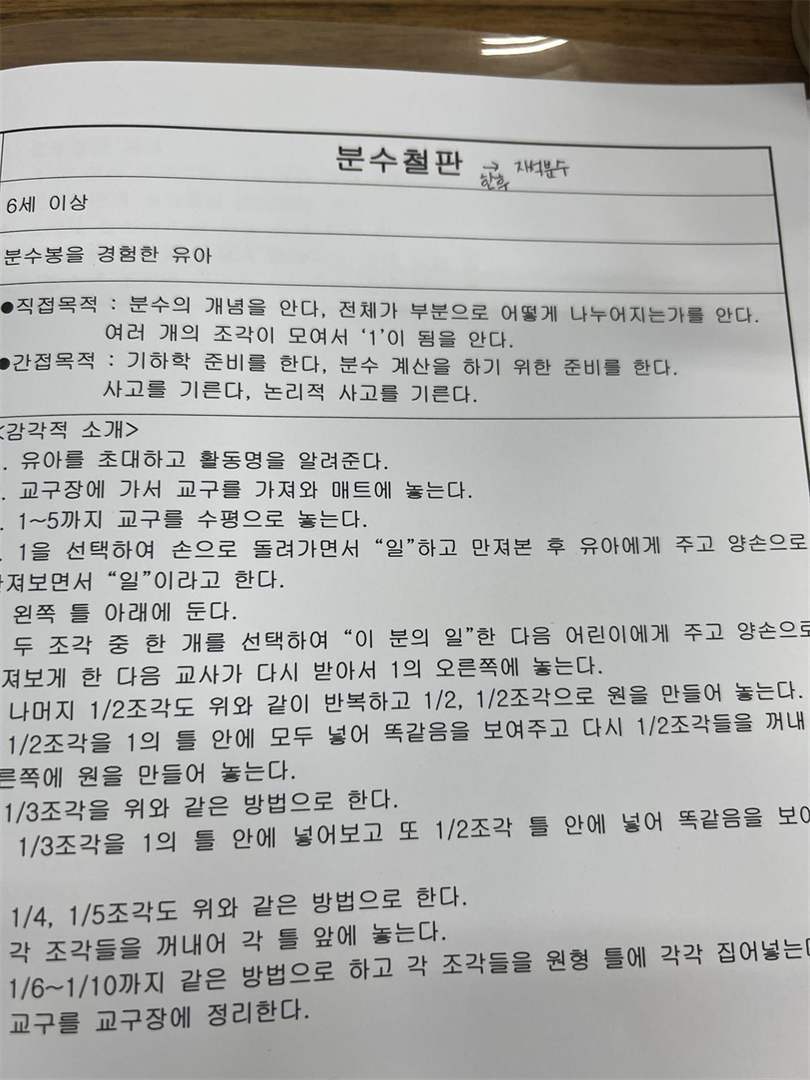 분수철판 → 자석분수
한후
6세 이상
분수봉을 경험한 유아
●직접목적 : 분수의 개념을 안다, 전체가 부분으로 어떻게 나누어지는가를 안다.
여러 개의 조각이 모여서 '1'이 됨을 안다.
●간접목적 : 기하학 준비를 한다, 분수 계산을 하기 위한 준비를 한다.
사고를 기른다, 논리적 사고를 기른다.
<감각적 소개>
. 유아를 초대하고 활동명을 알려준다.
. 교구장에 가서 교구를 가져와 매트에 놓는다.
. 1~5까지 교구를 수평으로 놓는다.
. 1을 선택하여 손으로 돌려가면서 "일"하고 만져본 후 유아에게 주고 양손으로
져보면서 "일"이라고 한다.
왼쪽 틀 아래에 둔다.
두 조각 중 한 개를 선택하여 "이 분의 일"한 다음 어린이에게 주고 양손으로
져보게 한 다음 교사가 다시 받아서 1의 오른쪽에 놓는다.
나머지 1/2조각도 위와 같이 반복하고 1/2, 1/2조각으로 원을 만들어 놓는다.
1/2조각을 1의 틀 안에 모두 넣어 똑같음을 보여주고 다시 1/2조각들을 꺼내
른쪽에 원을 만들어 놓는다.
1/3조각을 위와 같은 방법으로 한다.
1/3조각을 1의 틀 안에 넣어보고 또 1/2조각 틀 안에 넣어 똑같음을 보여
1/4, 1/5조각도 위와 같은 방법으로 한다.
각 조각들을 꺼내어 각 틀 앞에 놓는다.
1/6~1/10까지 같은 방법으로 하고 각 조각들을 원형 틀에 각각 집어넣는다
교구를 교구장에 정리한다.